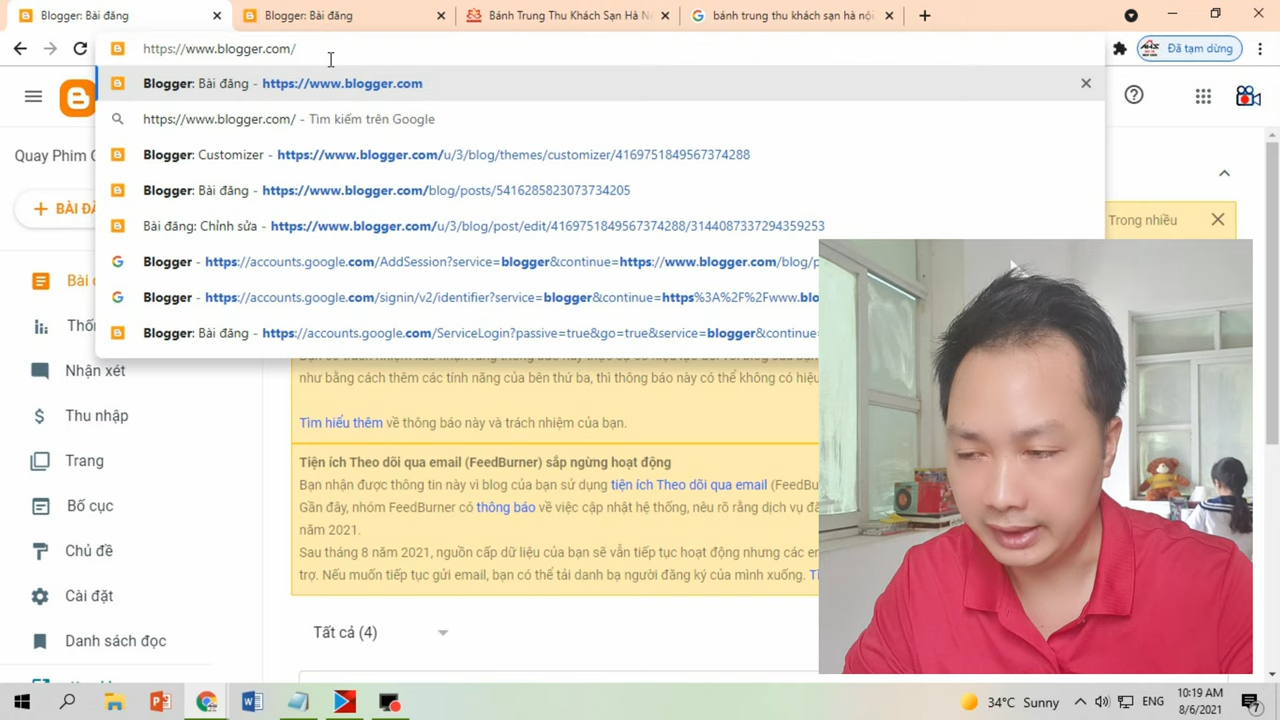 Blogger: Bài đăng
Blogger: Bài đăng
Bánh Trung Thu Khách Sạn Hà N
bánh trung thu khách sạn hà nội
https://www.blogger.com/
Đã tạm dừng
Blogger: Bài đăng - https://www.blogger.com
https://www.blogger.com/ - Tìm kiếm trên Google
Blogger: Customizer - https://www.blogger.com/u/3/blog/themes/customizer/4169751849567374288
Blogger: Bài đăng - https://www.blogger.com/blog/posts/5416285823073734205
Bài đăng: Chỉnh sửa - https://www.blogger.com/u/3/blog/post/edit/4169751849567374288/3144087337294359253
Blogger - https://accounts.google.com/AddSession?service=blogger&continue=https://www.blogger.com/blog/p
Blogger - https://accounts.google.com/signin/v2/identifier?service=blogger&continue=https%3A%2F%2Fwww.blo
Blogger: Bài đăng - https://accounts.google.com/ServiceLogin?passive=true&go=true&service=blogger&continue=
Quay Phim
BÀI
Trong nhiều
Bài
Thố
Nhận xét
Thu nhập
Trang
Bố cục
Chủ đề
Cài đặt
Danh sách đọc
như bằng cách thêm các tính năng của bên thứ ba, thì thông báo này có thể không có hiệu
Tìm hiểu thêm về thông báo này và trách nhiệm của bạn.
Tiện ích Theo dõi qua email (FeedBurner) sắp ngừng hoạt động
Bạn nhận được thông tin này vì blog của bạn sử dụng tiện ích Theo dõi qua email (FeedBu
Gần đây, nhóm FeedBurner có thông báo về việc cập nhật hệ thống, nêu rõ rằng dịch vụ đă
năm 2021.
Sau tháng 8 năm 2021, nguồn cấp dữ liệu của bạn sẽ vẫn tiếp tục hoạt động nhưng các em
trợ. Nếu muốn tiếp tục gửi email, bạn có thể tải danh bạ người đăng ký của mình xuống. Tì
Tất cả (4)
34°C Sunny
ENG
10:19 AM
8/6/2021
7